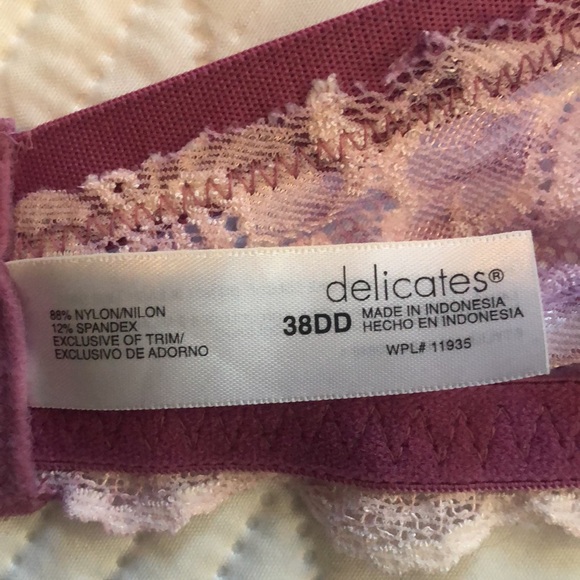 delicates®
88% NYLON/NILON
12% SPANDEX
EXCLUSIVE OF TRIM/
EXCLUSIVO DE ADORNO
38DD
MADE IN INDONESIA
HECHO EN INDONESIA
WPL# 11935